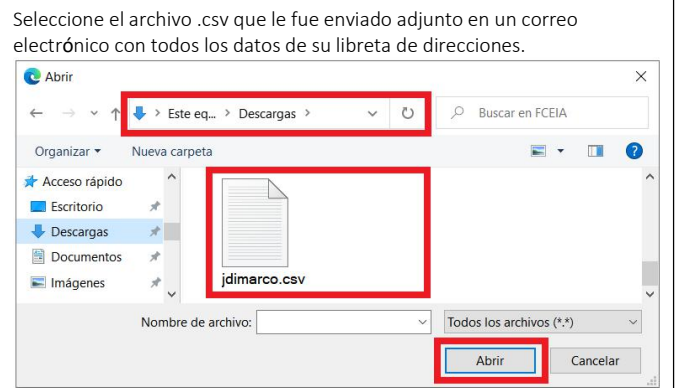 Seleccione el archivo .csv que le fue enviado adjunto en un correo
electrónico con todos los datos de su libreta de direcciones.
Abrir
Este eq... > Descargas >
Buscar en FCEIA
Organizar
Nueva carpeta
Acceso rápido
Escritorio
Descargas
Documentos
Imágenes
jdimarco.csv
Nombre de archivo:
Todos los archivos (*.*)
Abrir
Cancelar